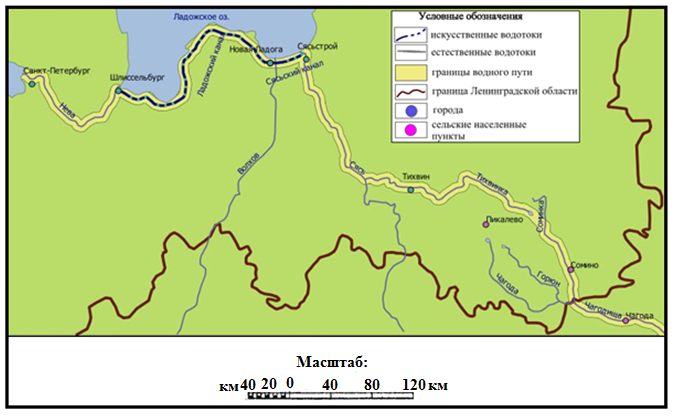 Ладожское оз.
Условные обозначения
искусственные водотоки
естественные водотоки
границы водного пути
граница Ленинградской области
города
сельские населенные
пункты
Санкт-Петербург
Шлиссельбург
Нева
Ладожский канал
Новая Ладога
Сясьстрой
Сясьский канал
Волхов
Сясь
Тихвин
Тихвинка
Соминка
Пикалево
Сомино
Горюн
Чагода
Чагодища
Чагода
Масштаб:
км 40 20 0 40 80 120 км